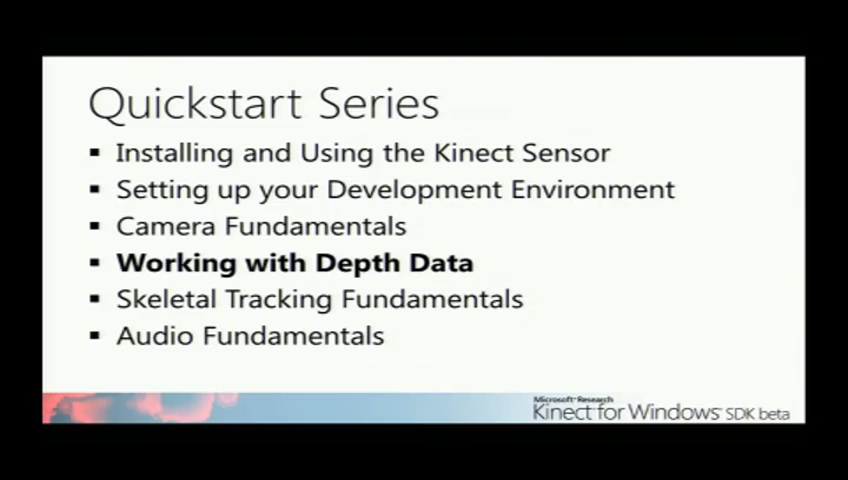 Quickstart Series
▪ Installing and Using the Kinect Sensor
▪ Setting up your Development Environment
▪ Camera Fundamentals
▪ Working with Depth Data
▪ Skeletal Tracking Fundamentals
▪ Audio Fundamentals
Microsoft® Research
Kinect for Windows® SDK beta